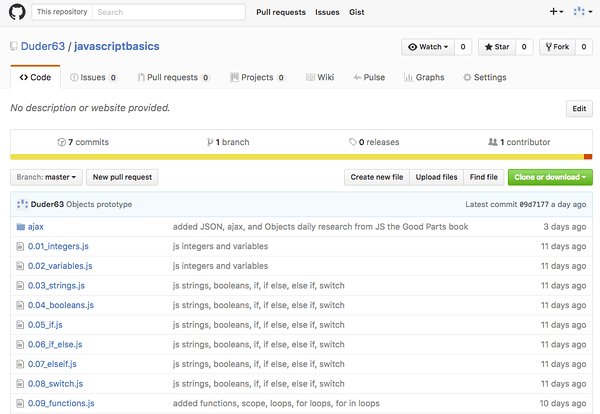 This repository Search Pull requests Issues Gist
Duder63 / javascriptbasics Watch 0 Star 0 Fork 0
Code Issues 0 Pull requests 0 Projects 0 Wiki Pulse Graphs Settings
No description or website provided. Edit
7 commits 1 branch 0 releases 1 contributor
Branch: master New pull request Create new file Upload files Find file Clone or download
Duder63 Objects prototype Latest commit 09d7177 a day ago
ajax added JSON, ajax, and Objects daily research from JS the Good Parts book 3 days ago
0.01_integers.js js integers and variables 11 days ago
0.02_variables.js js integers and variables 11 days ago
0.03_strings.js js strings, booleans, if, if else, else if, switch 11 days ago
0.04_booleans.js js strings, booleans, if, if else, else if, switch 11 days ago
0.05_if.js js strings, booleans, if, if else, else if, switch 11 days ago
0.06_if_else.js js strings, booleans, if, if else, else if, switch 11 days ago
0.07_elseif.js js strings, booleans, if, if else, else if, switch 11 days ago
0.08_switch.js js strings, booleans, if, if else, else if, switch 11 days ago
0.09_functions.js added functions, scope, loops, for loops, for in loops 10 days ago